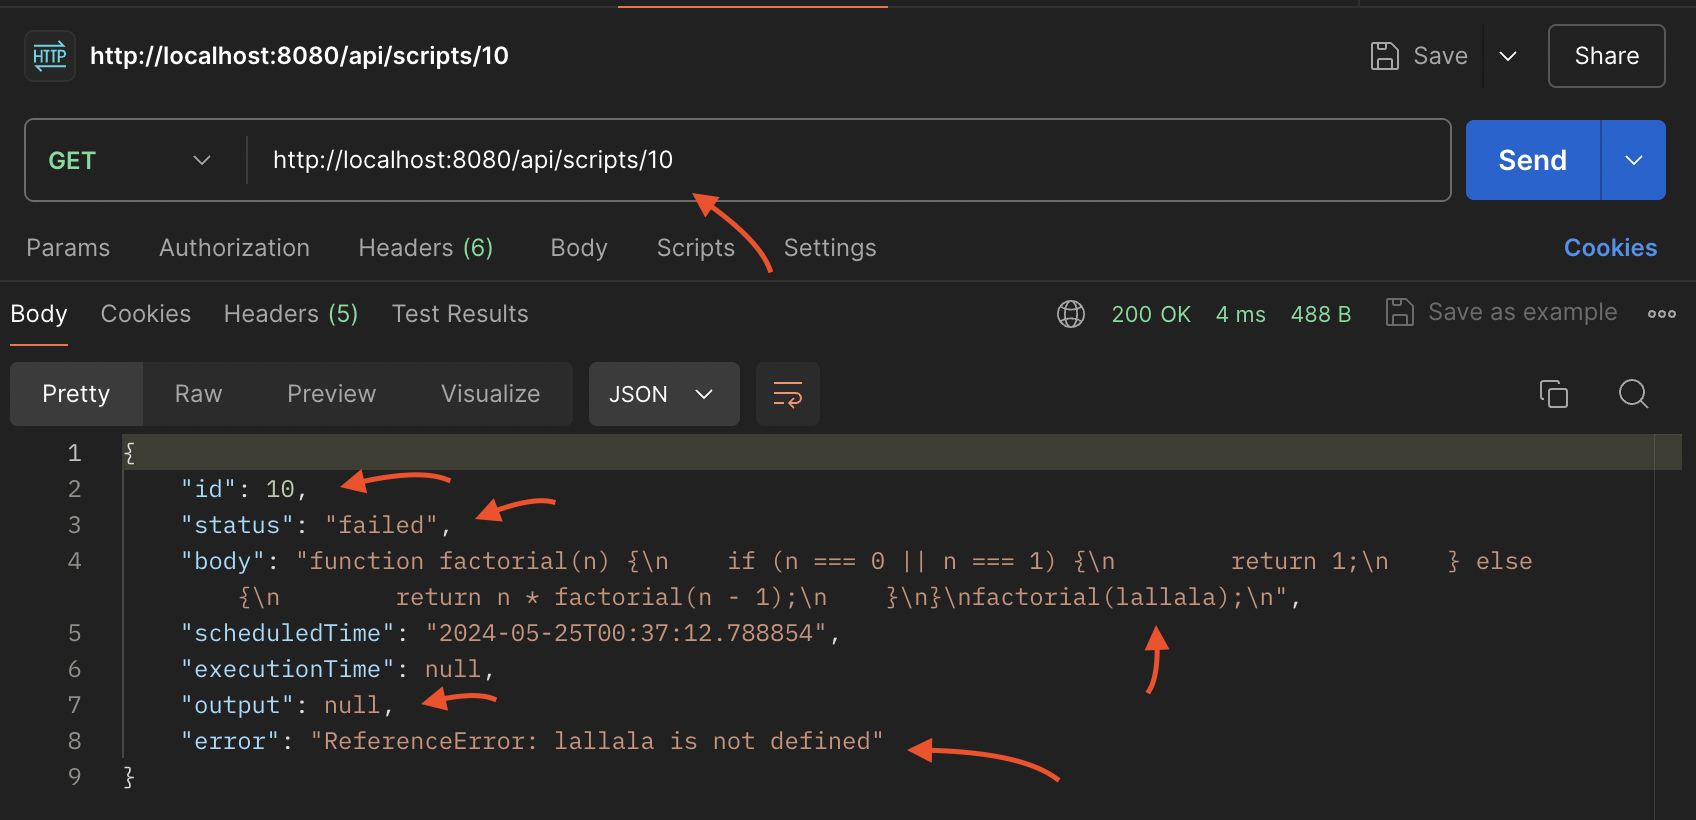 HTTP http://localhost:8080/api/scripts/10 Save Share
GET http://localhost:8080/api/scripts/10 Send
Params Authorization Headers (6) Body Scripts Settings Cookies
Body Cookies Headers (5) Test Results 200 OK 4 ms 488 B Save as example
Pretty Raw Preview Visualize JSON
1 {
2 "id": 10,
3 "status": "failed",
4 "body": "function factorial(n) {\n    if (n === 0 || n === 1) {\n        return 1;\n    } else
{\n        return n * factorial(n - 1);\n    }\n}\nfactorial(lallala);\n",
5 "scheduledTime": "2024-05-25T00:37:12.788854",
6 "executionTime": null,
7 "output": null,
8 "error": "ReferenceError: lallala is not defined"
9 }